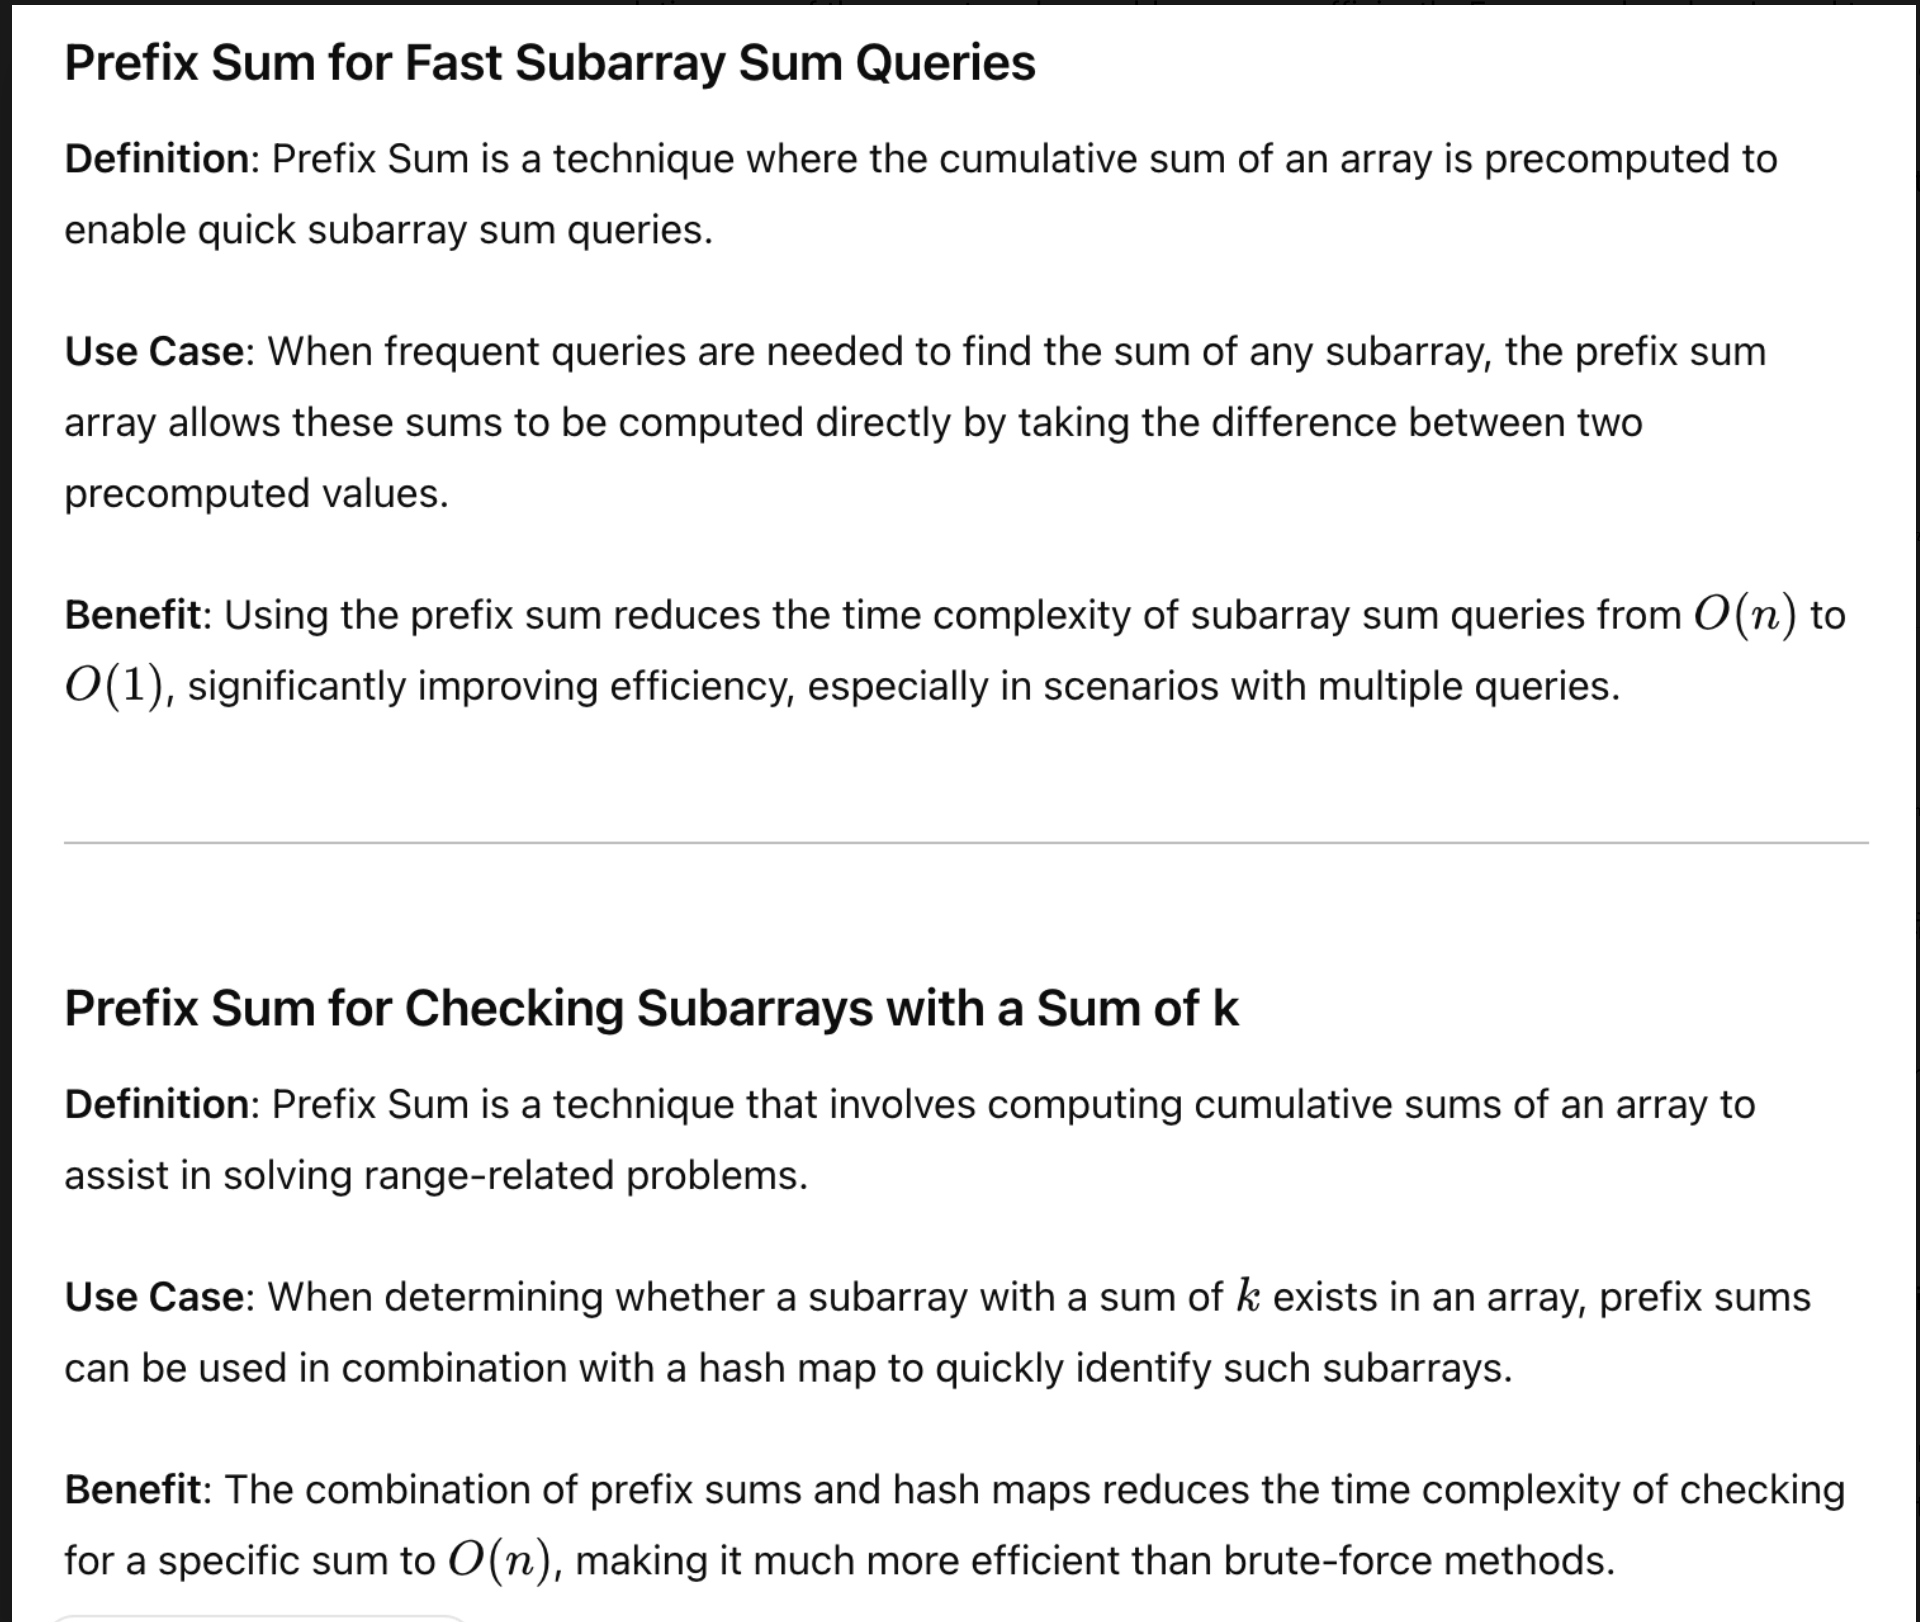 Prefix Sum for Fast Subarray Sum Queries
Definition: Prefix Sum is a technique where the cumulative sum of an array is precomputed to
enable quick subarray sum queries.
Use Case: When frequent queries are needed to find the sum of any subarray, the prefix sum
array allows these sums to be computed directly by taking the difference between two
precomputed values.
Benefit: Using the prefix sum reduces the time complexity of subarray sum queries from O(n) to
O(1), significantly improving efficiency, especially in scenarios with multiple queries.
Prefix Sum for Checking Subarrays with a Sum of k
Definition: Prefix Sum is a technique that involves computing cumulative sums of an array to
assist in solving range-related problems.
Use Case: When determining whether a subarray with a sum of k exists in an array, prefix sums
can be used in combination with a hash map to quickly identify such subarrays.
Benefit: The combination of prefix sums and hash maps reduces the time complexity of checking
for a specific sum to O(n), making it much more efficient than brute-force methods.